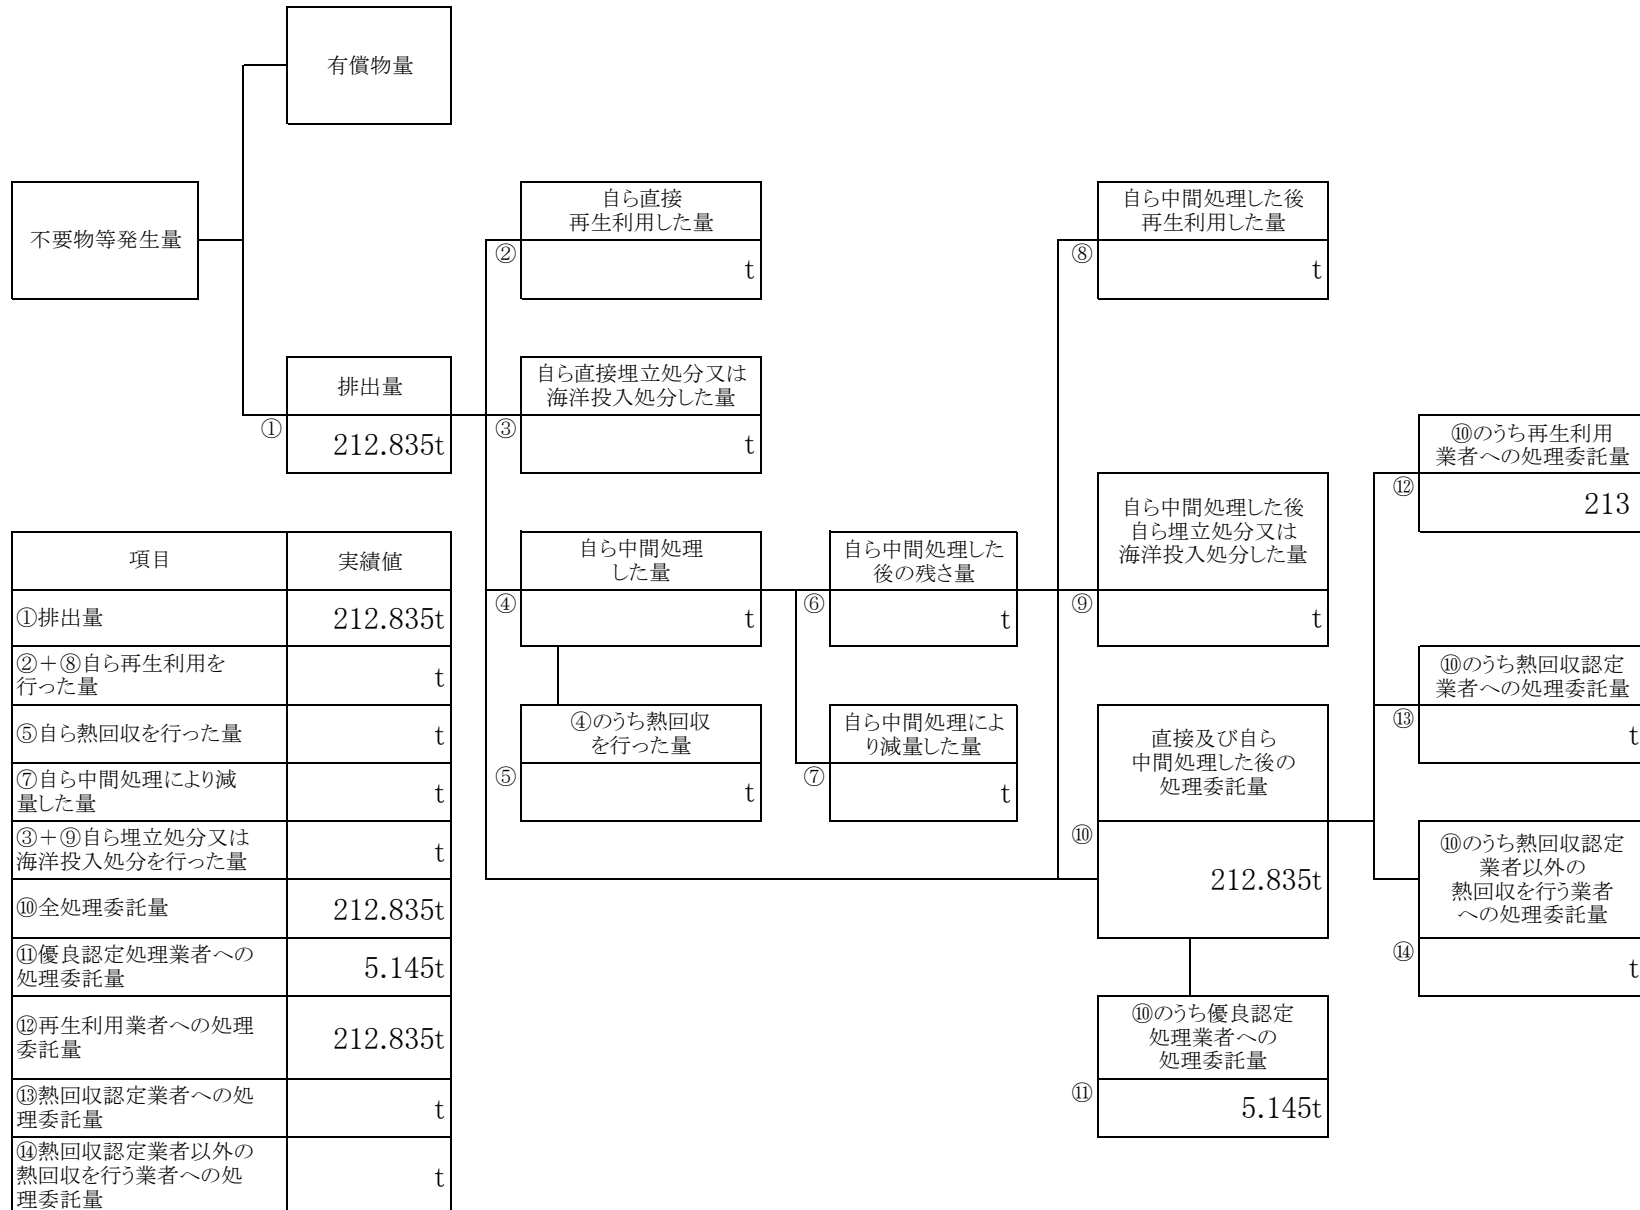 有償物量
不要物等発生量
自ら直接
再生利用した量
②
t
自ら中間処理した後
再生利用した量
⑧
t
排出量
①
212.835t
自ら直接埋立処分又は
海洋投入処分した量
③
t
⑩のうち再生利用
業者への処理委託量
⑫
213
自ら中間処理
した量
④
t
自ら中間処理した
後の残さ量
⑥
t
自ら中間処理した後
自ら埋立処分又は
海洋投入処分した量
⑨
t
⑩のうち熱回収認定
業者への処理委託量
⑬
t
④のうち熱回収
を行った量
⑤
t
自ら中間処理によ
り減量した量
⑦
t
直接及び自ら
中間処理した後の
処理委託量
⑩
212.835t
⑩のうち熱回収認定
業者以外の
熱回収を行う業者
への処理委託量
⑭
t
⑩のうち優良認定
処理業者への
処理委託量
⑪
5.145t
項目
実績値
①排出量
212.835t
②+⑧自ら再生利用を
行った量
t
⑤自ら熱回収を行った量
t
⑦自ら中間処理により減
量した量
t
③+⑨自ら埋立処分又は
海洋投入処分を行った量
t
⑩全処理委託量
212.835t
⑪優良認定処理業者への
処理委託量
5.145t
⑫再生利用業者への処理
委託量
212.835t
⑬熱回収認定業者への処
理委託量
t
⑭熱回収認定業者以外の
熱回収を行う業者への処
理委託量
t